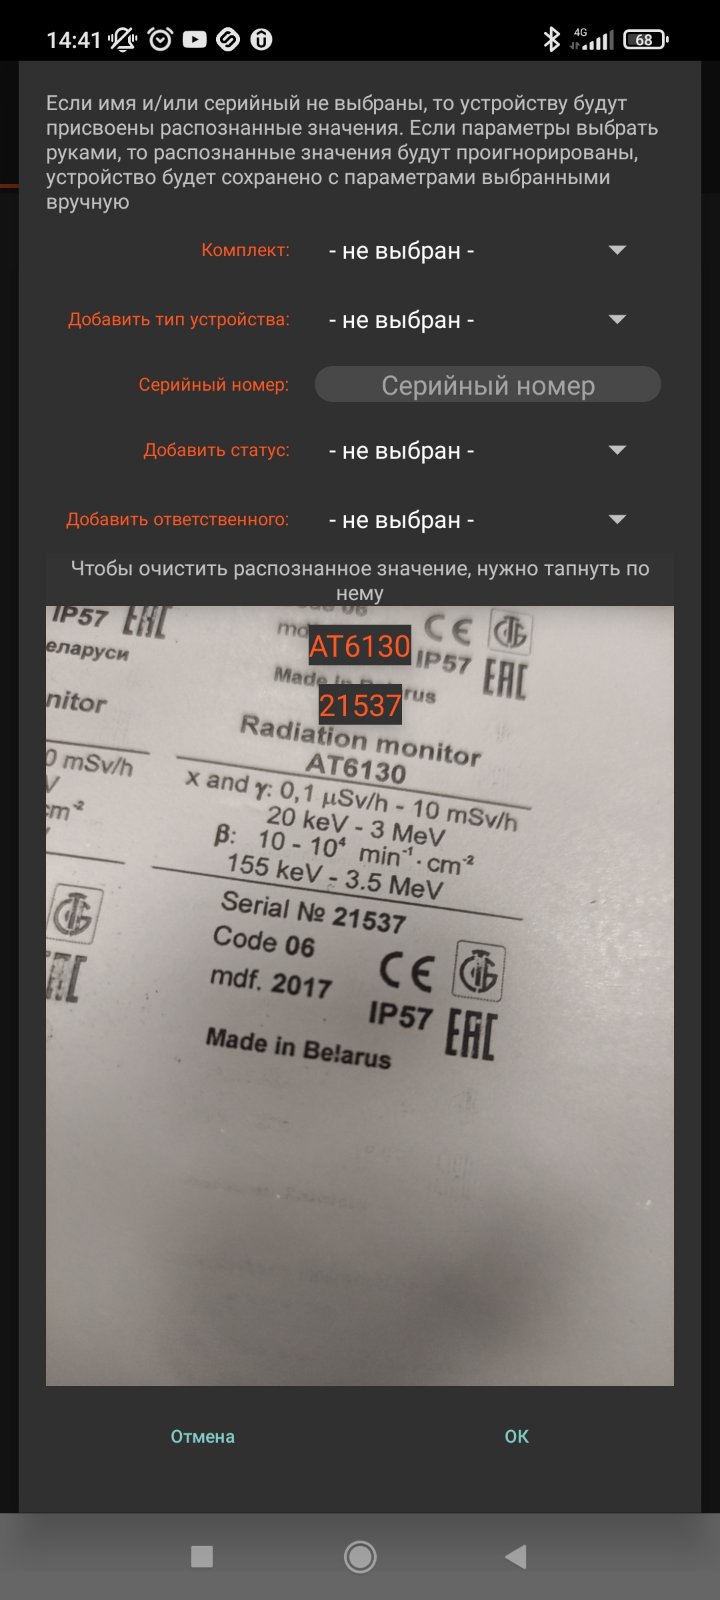 14:41
4G
68
Если имя и/или серийный не выбраны, то устройству будут
присвоены распознанные значения. Если параметры выбрать
руками, то распознанные значения будут проигнорированы,
устройство будет сохранено с параметрами выбранными
вручную
Комплект: - не выбран -
Добавить тип устройства: - не выбран -
Серийный номер: Серийный номер
Добавить статус: - не выбран -
Добавить ответственного: - не выбран -
Чтобы очистить распознанное значение, нужно тапнуть по
нему
IP57 EAC
еларуси
nitor
0 mSv/h
cm⁻²
CE
IP57 EAC
Made in Belarus
AT6130
21537
Radiation monitor
AT6130
x and γ: 0,1 μSv/h - 10 mSv/h
20 keV - 3 MeV
β: 10 - 10⁴ min⁻¹·cm⁻²
155 keV - 3.5 MeV
Serial № 21537
Code 06
mdf. 2017
CE
IP57 EAC
Made in Belarus
Отмена
ОК